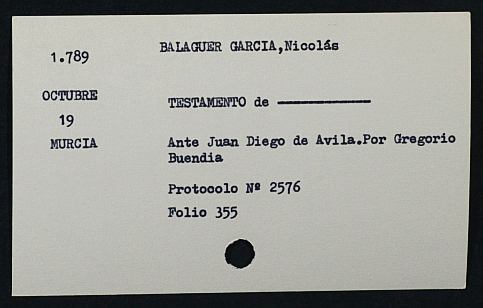 BALAGUER GARCIA,Nicolás
1.789
OCTUBRE
19
MURCIA
TESTAMENTO de ——————
Ante Juan Diego de Avila.Por Gregorio
Buendia
Protocolo Nº 2576
Folio 355